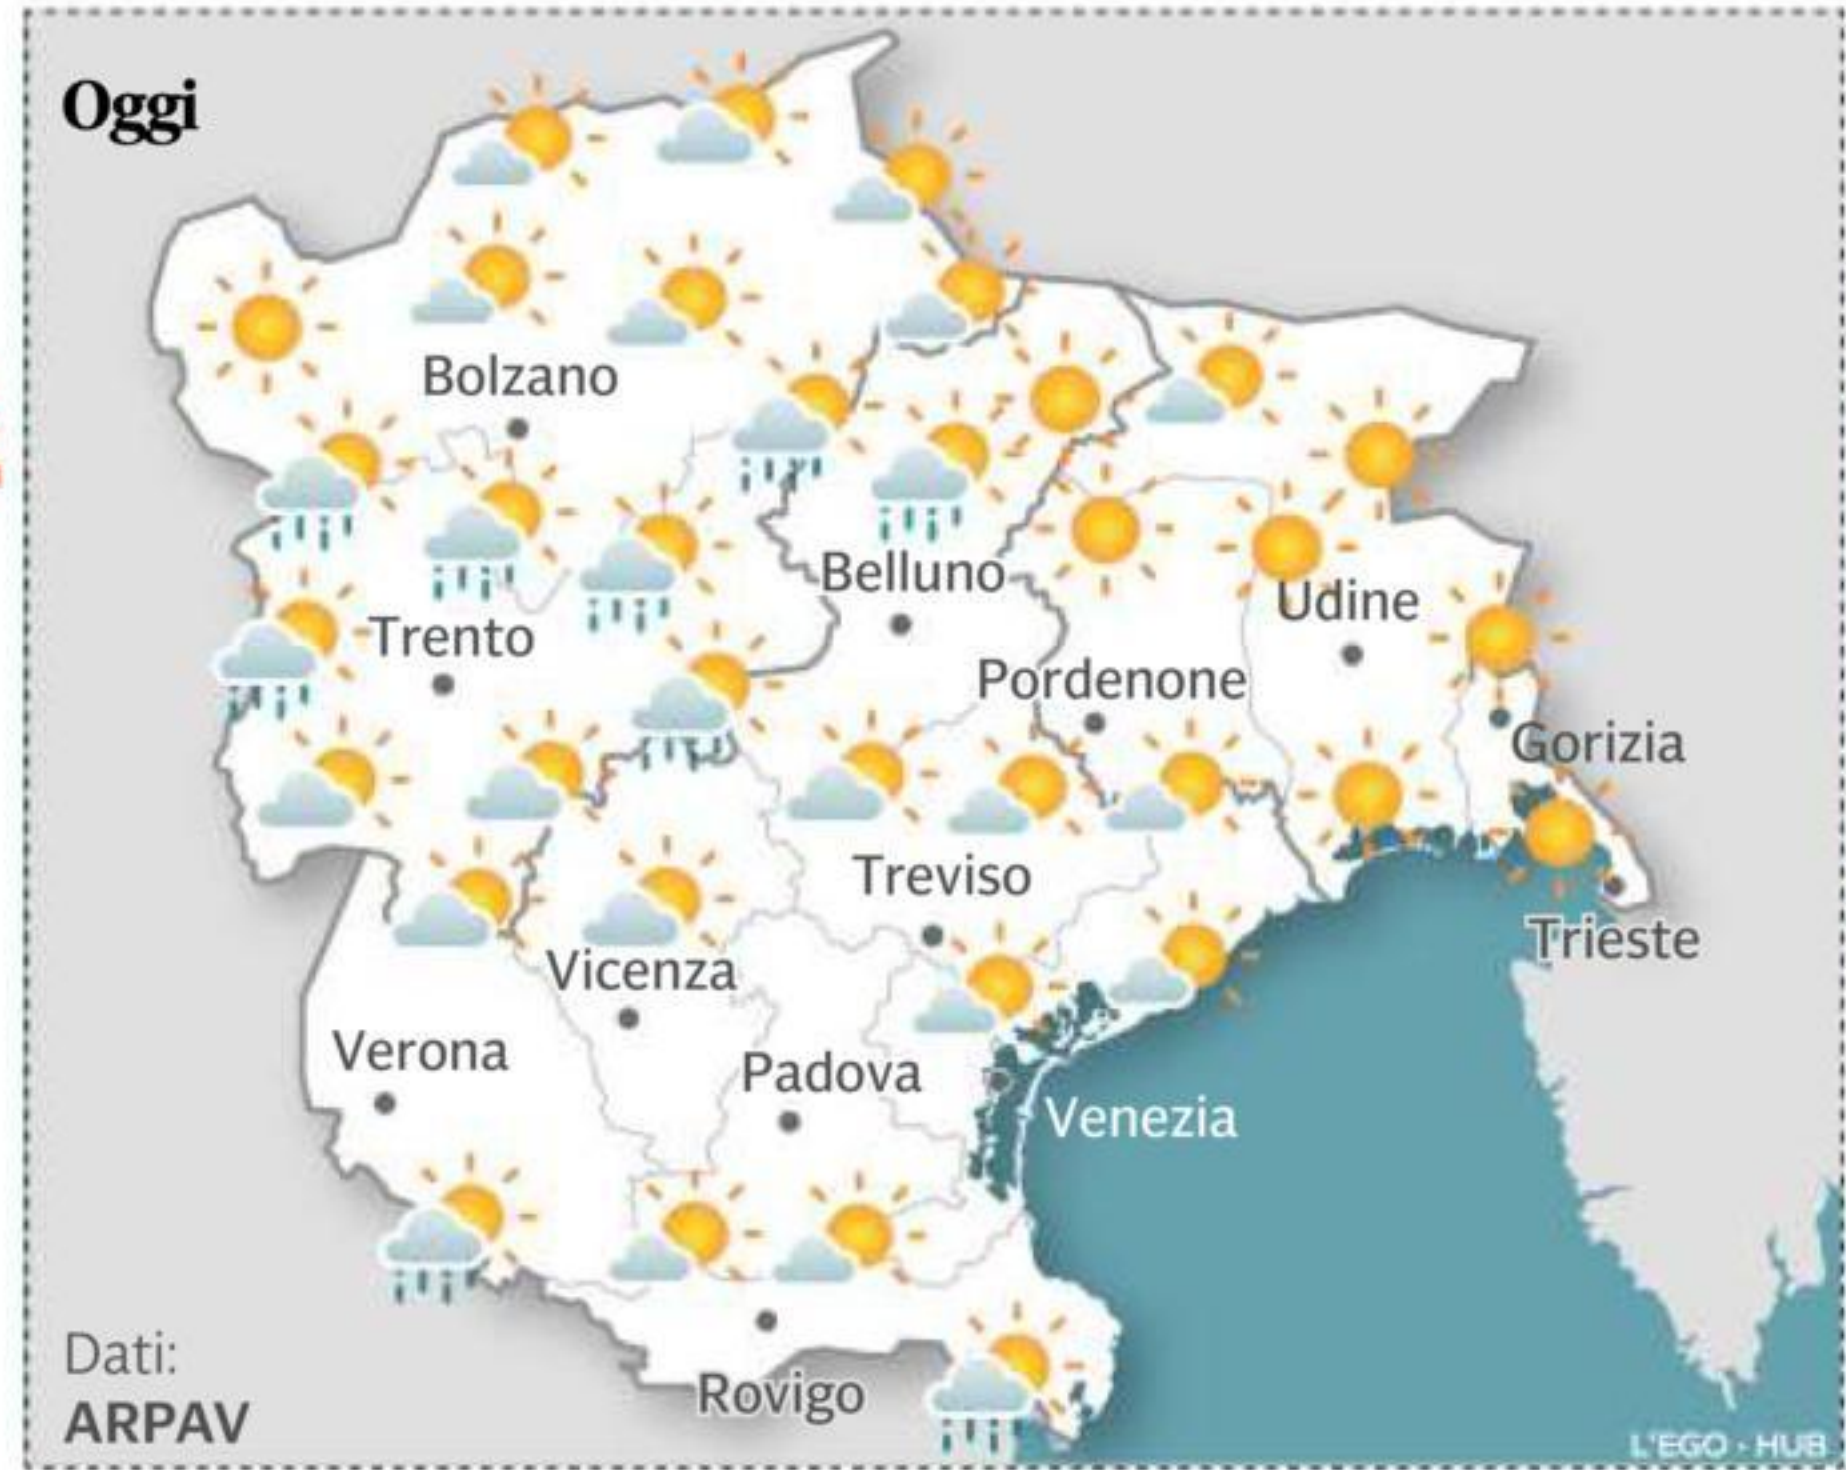 Oggi
Bolzano
Belluno
Udine
Trento
Pordenone
Gorizia
Treviso
Trieste
Vicenza
Verona
Padova
Venezia
Dati:
ARPAV
Rovigo
L'EGO - HUB